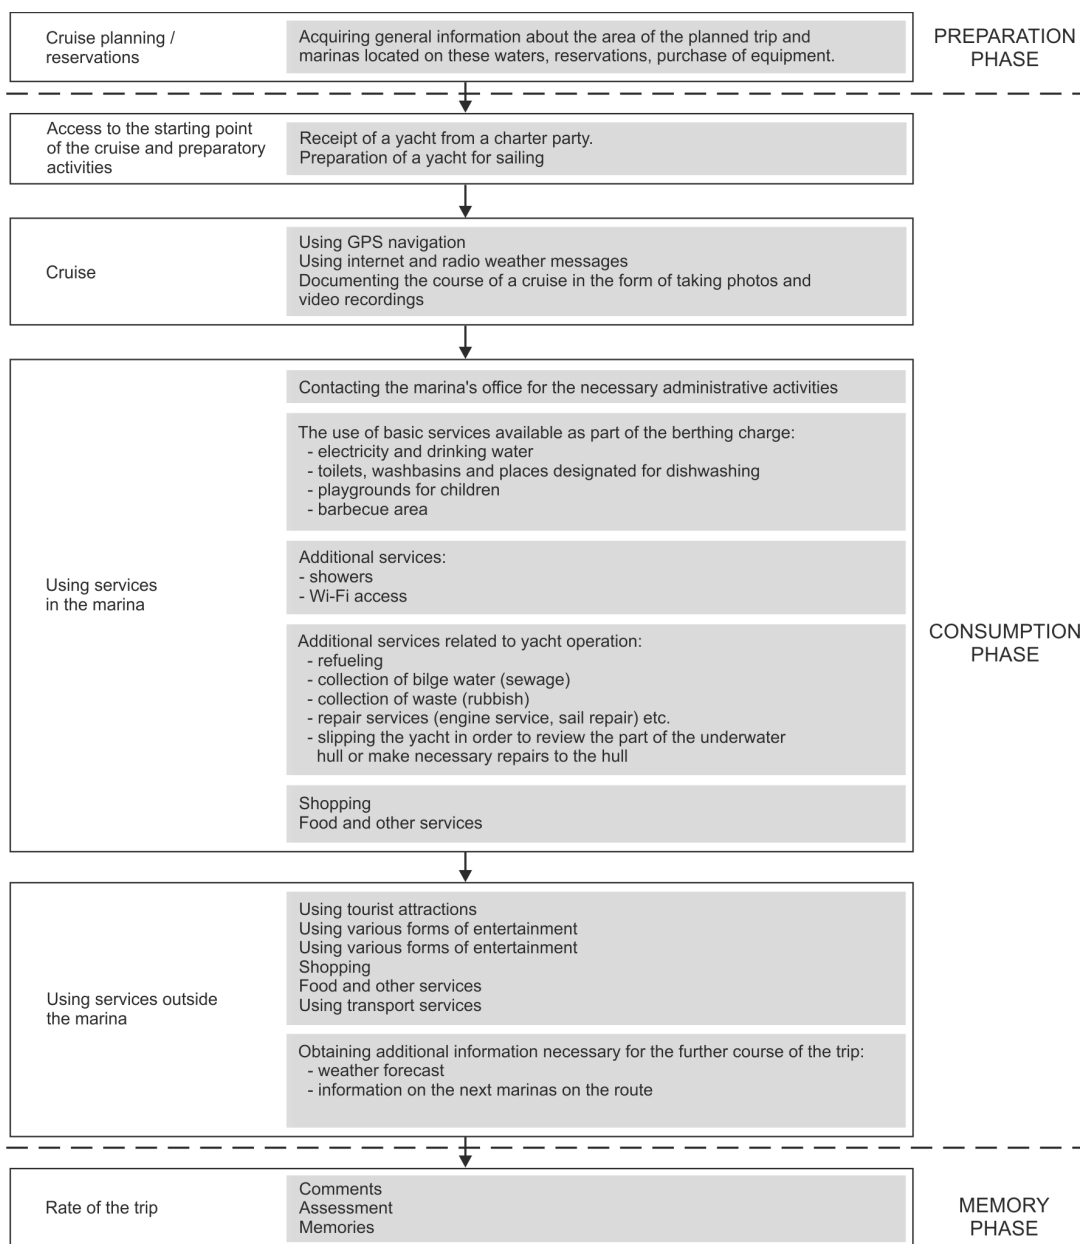 Cruise planning /
reservations
Acquiring general information about the area of the planned trip and
marinas located on these waters, reservations, purchase of equipment.
PREPARATION
PHASE
Access to the starting point
of the cruise and preparatory
activities
Receipt of a yacht from a charter party.
Preparation of a yacht for sailing
Cruise
Using GPS navigation
Using internet and radio weather messages
Documenting the course of a cruise in the form of taking photos and
video recordings
Using services
in the marina
Contacting the marina's office for the necessary administrative activities
The use of basic services available as part of the berthing charge:
- electricity and drinking water
- toilets, washbasins and places designated for dishwashing
- playgrounds for children
- barbecue area
Additional services:
- showers
- Wi-Fi access
Additional services related to yacht operation:
- refueling
- collection of bilge water (sewage)
- collection of waste (rubbish)
- repair services (engine service, sail repair) etc.
- slipping the yacht in order to review the part of the underwater
hull or make necessary repairs to the hull
Shopping
Food and other services
CONSUMPTION
PHASE
Using services outside
the marina
Using tourist attractions
Using various forms of entertainment
Using various forms of entertainment
Shopping
Food and other services
Using transport services
Obtaining additional information necessary for the further course of the trip:
- weather forecast
- information on the next marinas on the route
Rate of the trip
Comments
Assessment
Memories
MEMORY
PHASE